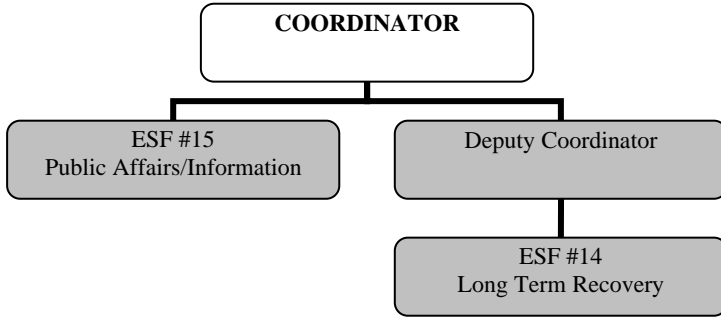 COORDINATOR
ESF #15
Public Affairs/Information
Deputy Coordinator
ESF #14
Long Term Recovery